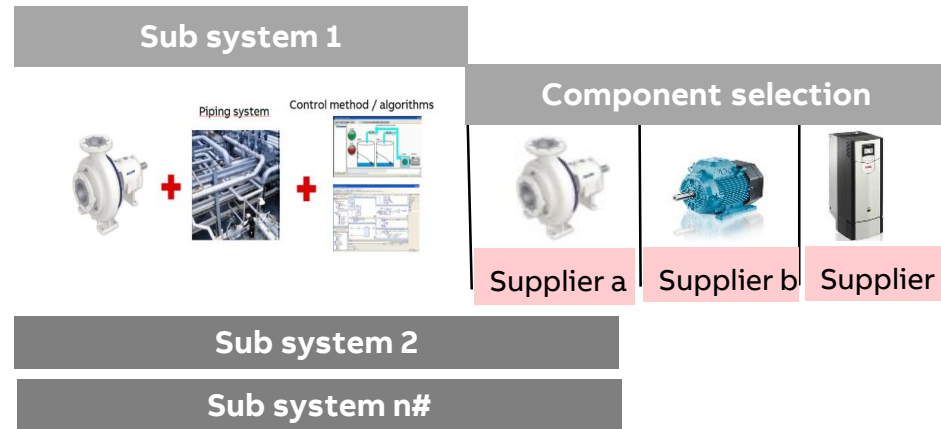 Sub system 1
Component selection
Piping system
Control method / algorithms
Supplier a
Supplier b
Supplier
Sub system 2
Sub system n#